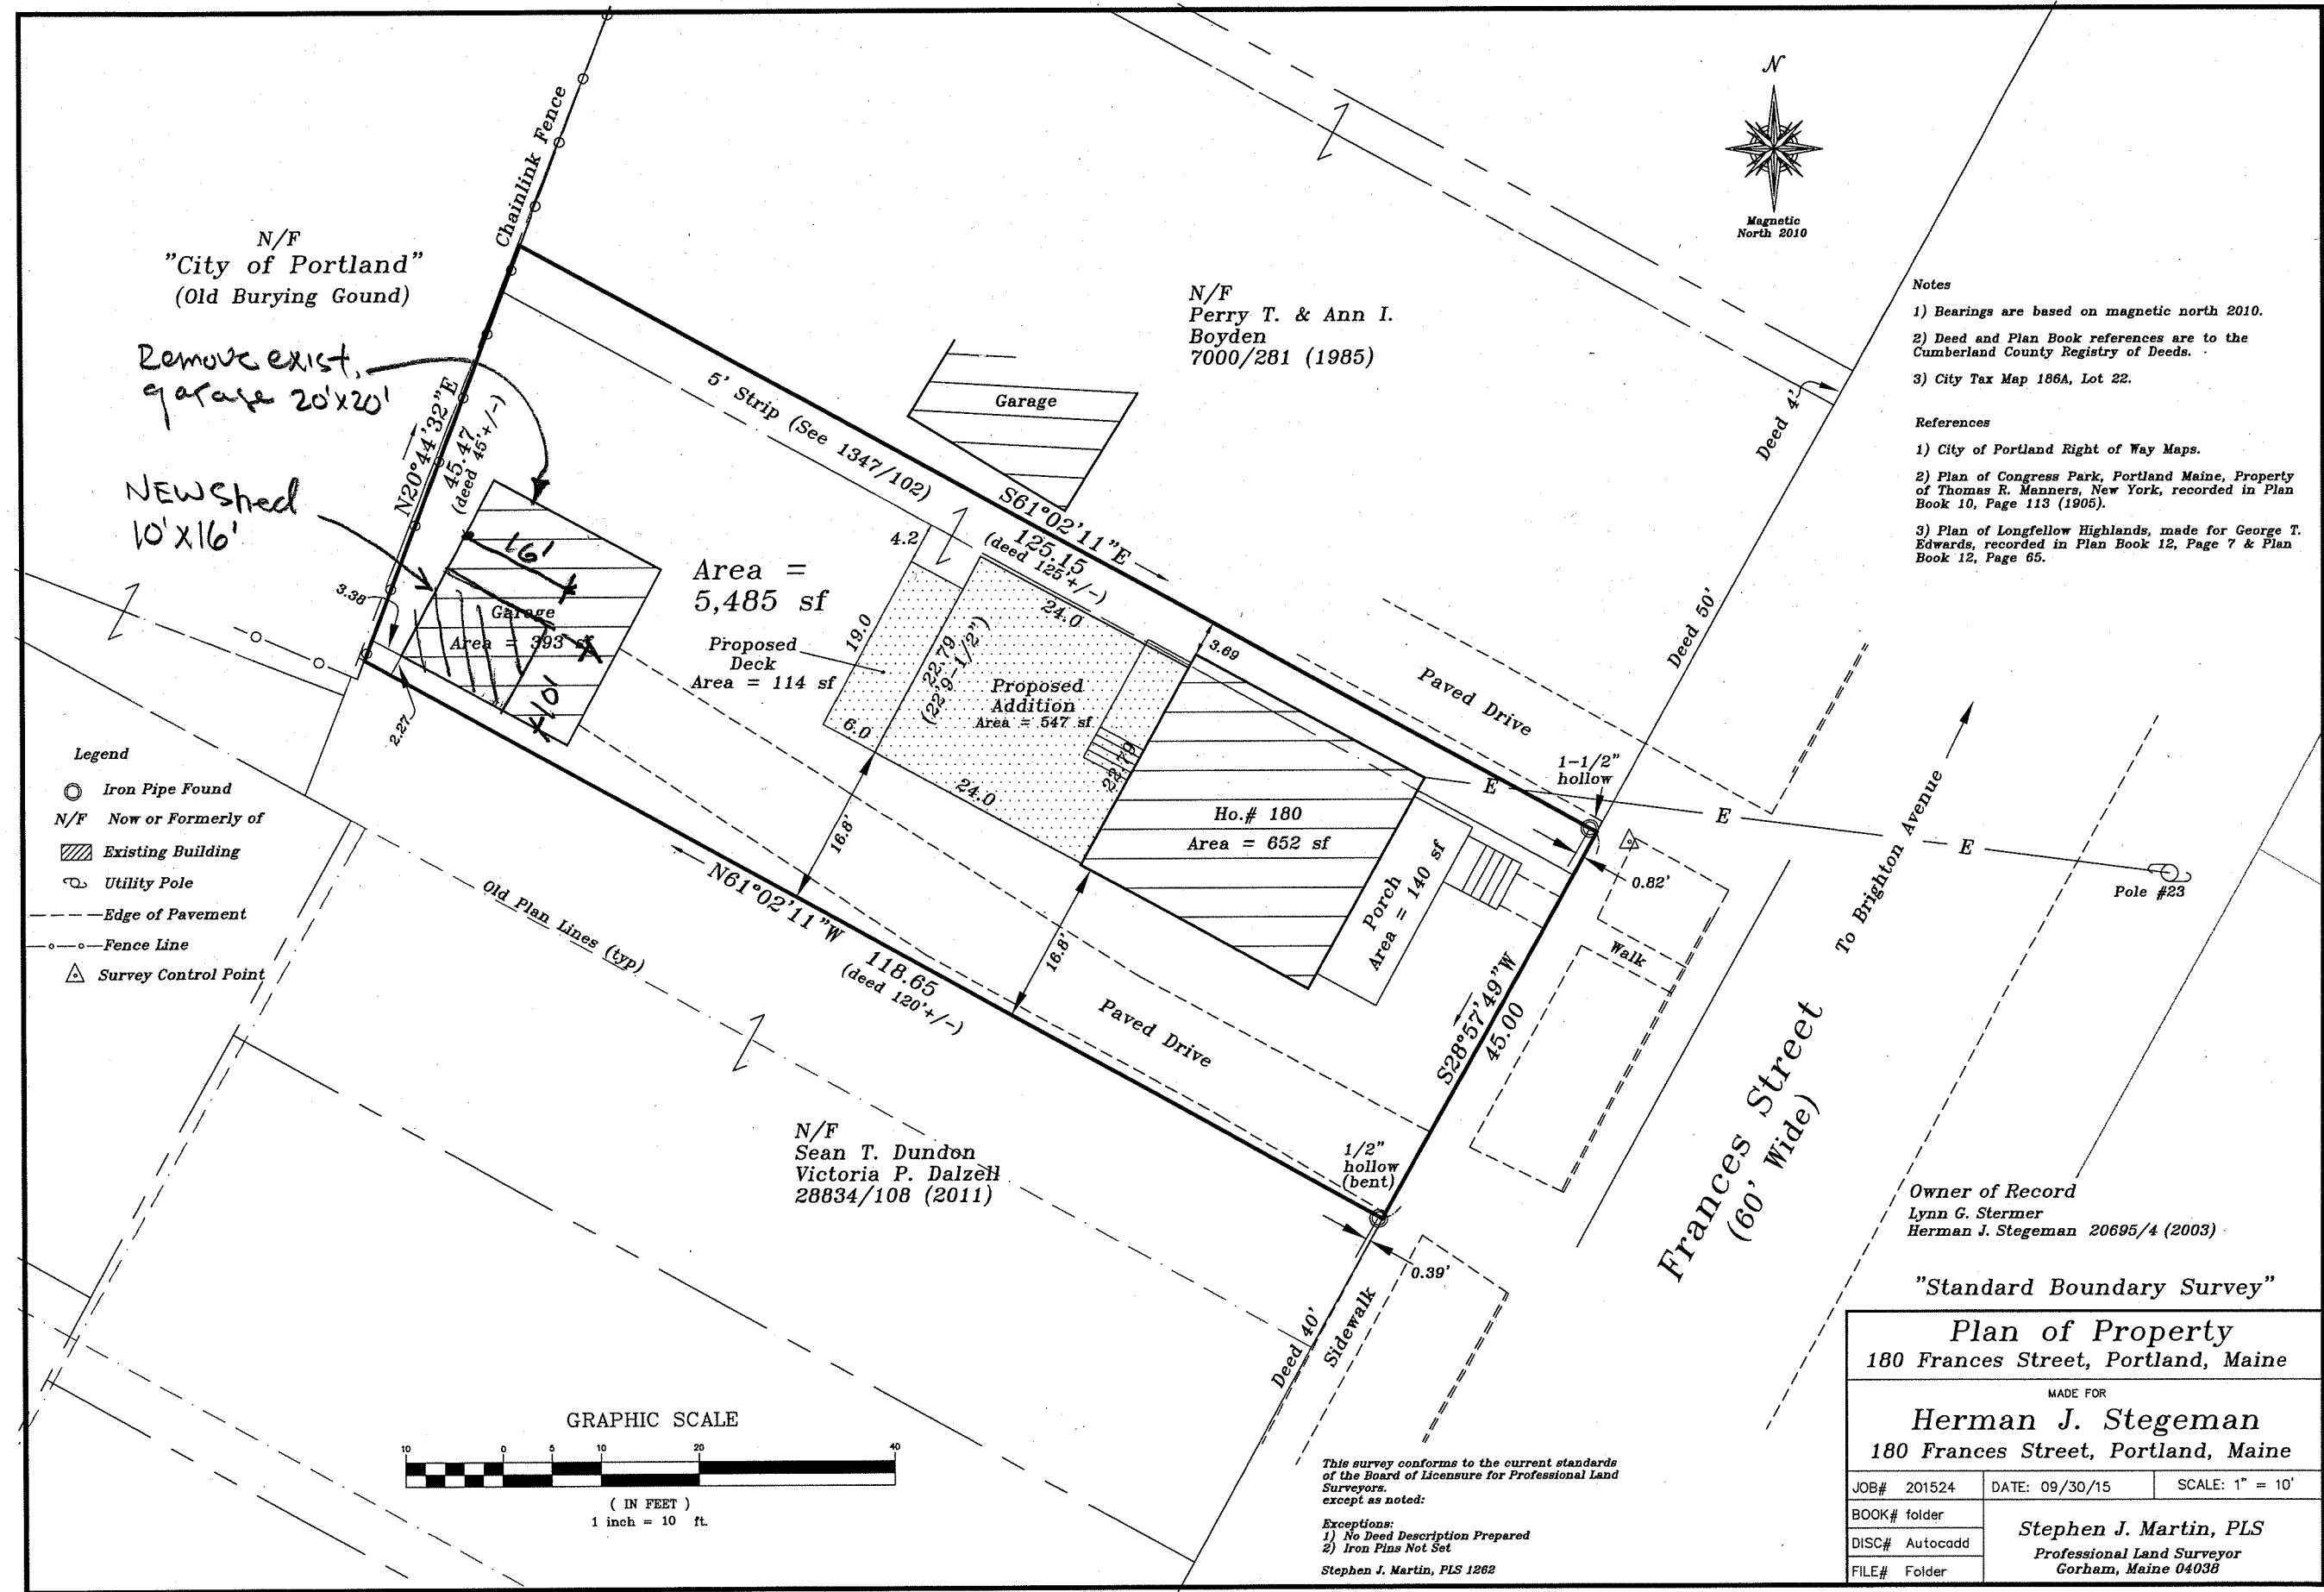 N
Magnetic
North 2010
Chainlink Fence
N/F
"City of Portland"
(Old Burying Gound)
Remove exist.
garage 20'x20'
NEW Shed
10'X16'
N20°44'32"E
45.47
(deed 45'+/-)
16'
10'
3.38
2.27
Garage
Area = 393 sf
5' Strip (See 1347/102)
Garage
N/F
Perry T. & Ann I.
Boyden
7000/281 (1985)
S61°02'11"E
125.15
(deed 125'+/-)
Area =
5,485 sf
Proposed
Deck
Area = 114 sf
4.2
19.0
6.0
22.79
(22'9-1/2")
24.0
Proposed
Addition
Area = 547 sf
24.0
22.79
3.69
16.8'
16.8'
Ho.# 180
Area = 652 sf
Porch
Area = 140 sf
Paved Drive
Paved Drive
Deed 4'
Deed 50'
1-1/2"
hollow
E
E
E
0.82'
Pole #23
Walk
To Brighton Avenue
S28°57'49"W
45.00
Frances Street
(60' Wide)
N61°02'11"W
118.65
(deed 120'+/-)
Old Plan Lines (typ)
N/F
Sean T. Dundon
Victoria P. Dalzell
28834/108 (2011)
1/2"
hollow
(bent)
0.39'
Deed 40'
Sidewalk
Legend
Iron Pipe Found
N/F Now or Formerly of
Existing Building
Utility Pole
Edge of Pavement
Fence Line
Survey Control Point
GRAPHIC SCALE
10 0 5 10 20 40
( IN FEET )
1 inch = 10 ft.
Notes
1) Bearings are based on magnetic north 2010.
2) Deed and Plan Book references are to the
Cumberland County Registry of Deeds.
3) City Tax Map 186A, Lot 22.
References
1) City of Portland Right of Way Maps.
2) Plan of Congress Park, Portland Maine, Property
of Thomas R. Manners, New York, recorded in Plan
Book 10, Page 113 (1905).
3) Plan of Longfellow Highlands, made for George T.
Edwards, recorded in Plan Book 12, Page 7 & Plan
Book 12, Page 65.
This survey conforms to the current standards
of the Board of Licensure for Professional Land
Surveyors.
except as noted:
Exceptions:
1) No Deed Description Prepared
2) Iron Pins Not Set
Stephen J. Martin, PLS 1262
Owner of Record
Lynn G. Stermer
Herman J. Stegeman 20695/4 (2003)
"Standard Boundary Survey"
Plan of Property
180 Frances Street, Portland, Maine
MADE FOR
Herman J. Stegeman
180 Frances Street, Portland, Maine
JOB# 201524
DATE: 09/30/15
SCALE: 1" = 10'
BOOK# folder
DISC# Autocadd
FILE# Folder
Stephen J. Martin, PLS
Professional Land Surveyor
Gorham, Maine 04038